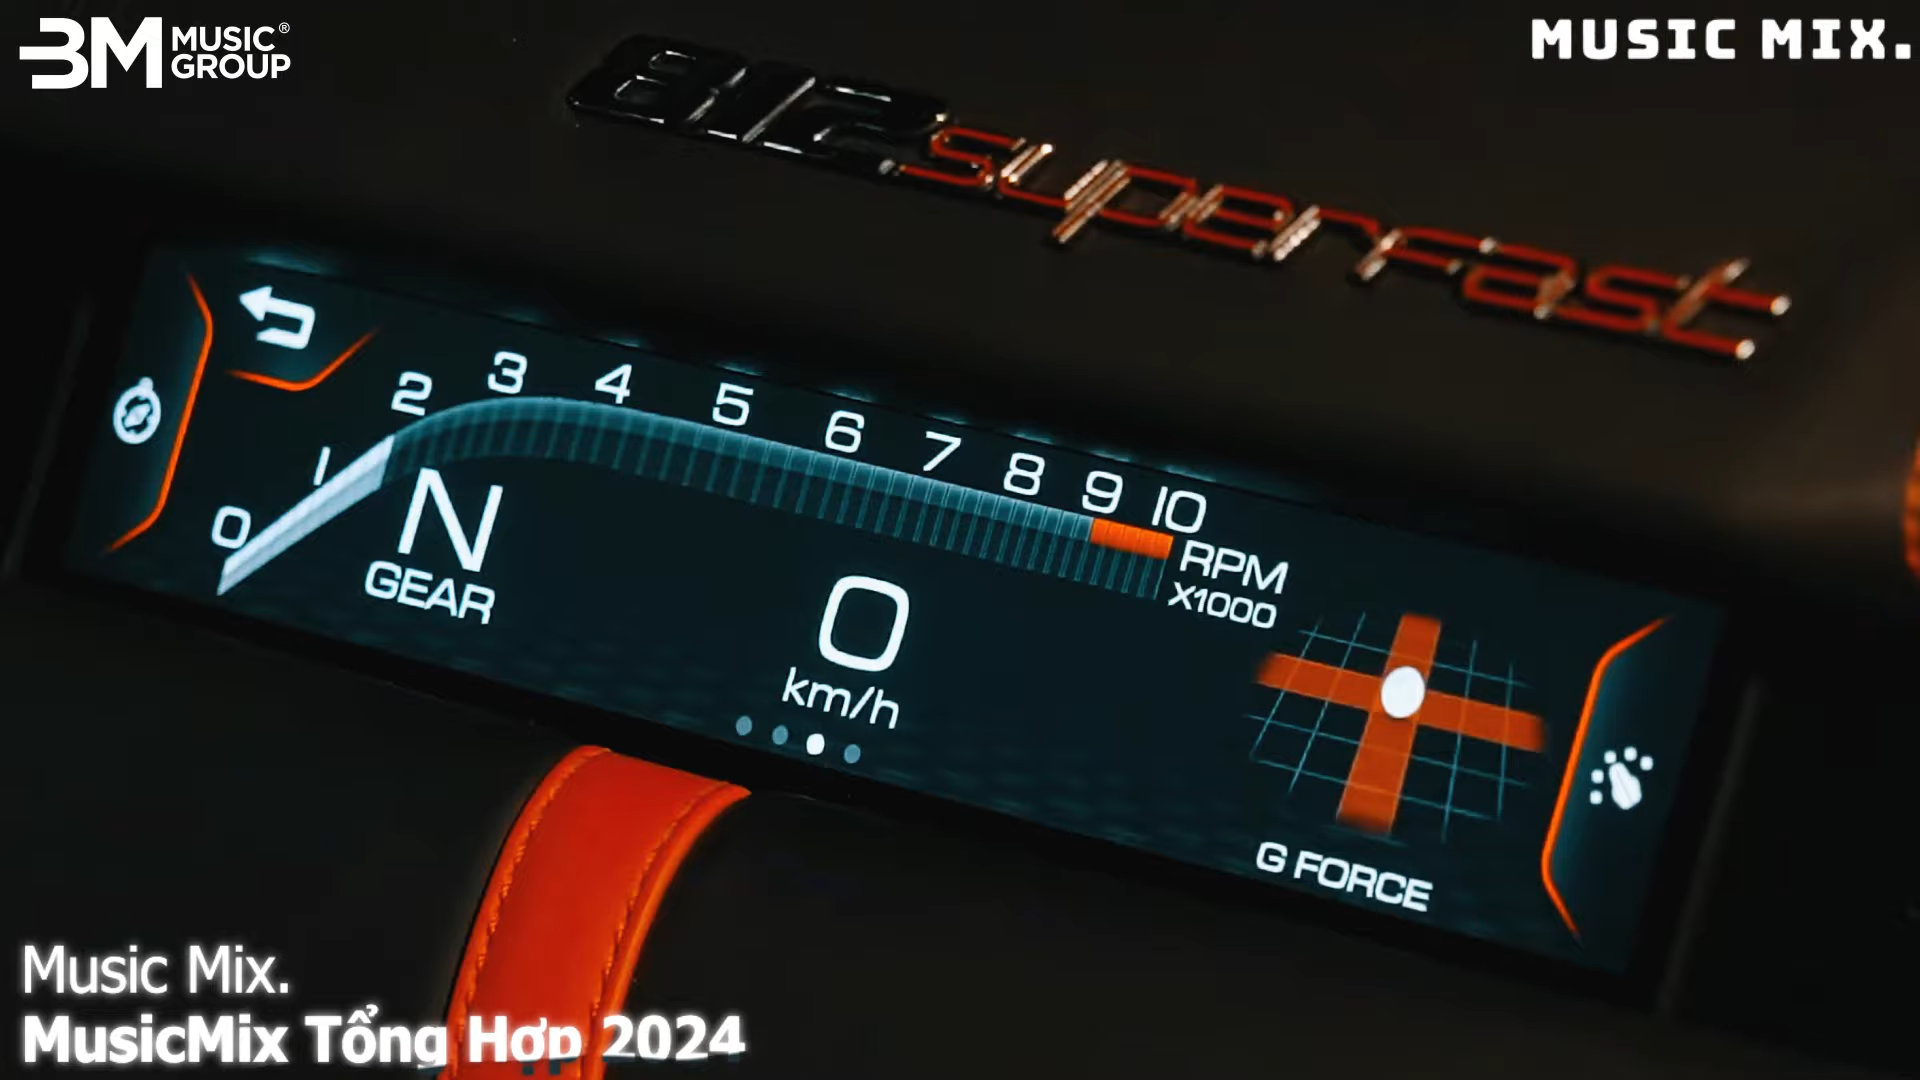 BM MUSIC® GROUP
MUSIC MIX.
812 superfast
0 1 2 3 4 5 6 7 8 9 10
RPM
X1000
N
GEAR
0
km/h
G FORCE
Music Mix.
MusicMix Tổng Hợp 2024